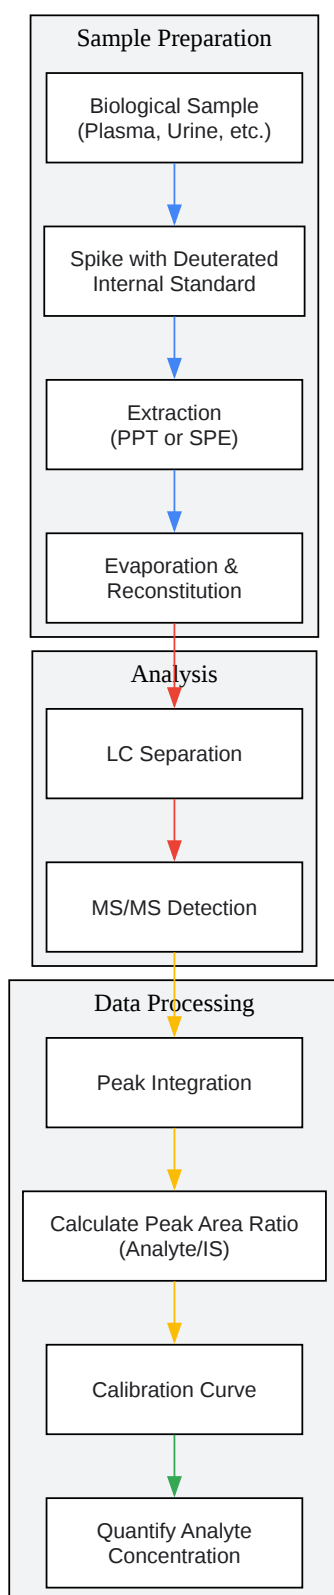 Sample Preparation
Biological Sample
(Plasma, Urine, etc.)
Spike with Deuterated
Internal Standard
Extraction
(PPT or SPE)
Evaporation &
Reconstitution
Analysis
LC Separation
MS/MS Detection
Data Processing
Peak Integration
Calculate Peak Area Ratio
(Analyte/IS)
Calibration Curve
Quantify Analyte
Concentration